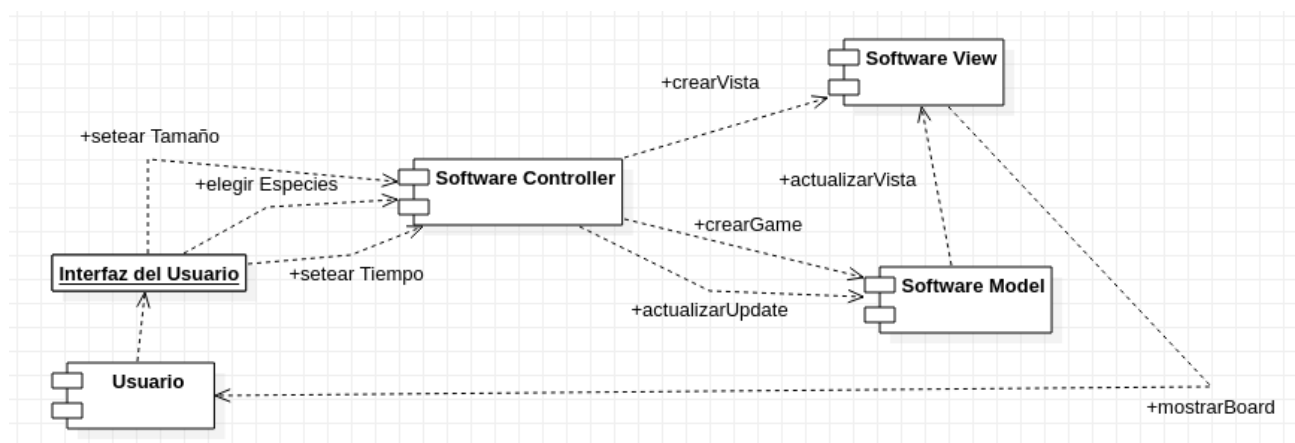 Software View
+crearVista
+setear Tamaño
+elegir Especies
Software Controller
+actualizarVista
+crearGame
Interfaz del Usuario
+setear Tiempo
Software Model
+actualizarUpdate
Usuario
+mostrarBoard